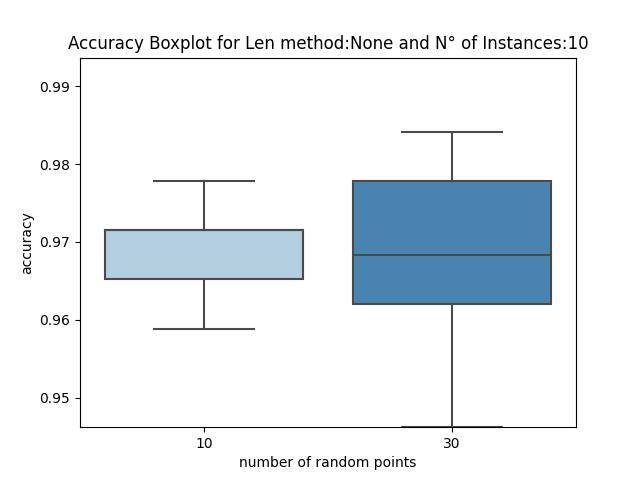 Accuracy Boxplot for Len method:None and N° of Instances:10
0.99
0.98
0.97
0.96
0.95
accuracy
10
30
number of random points